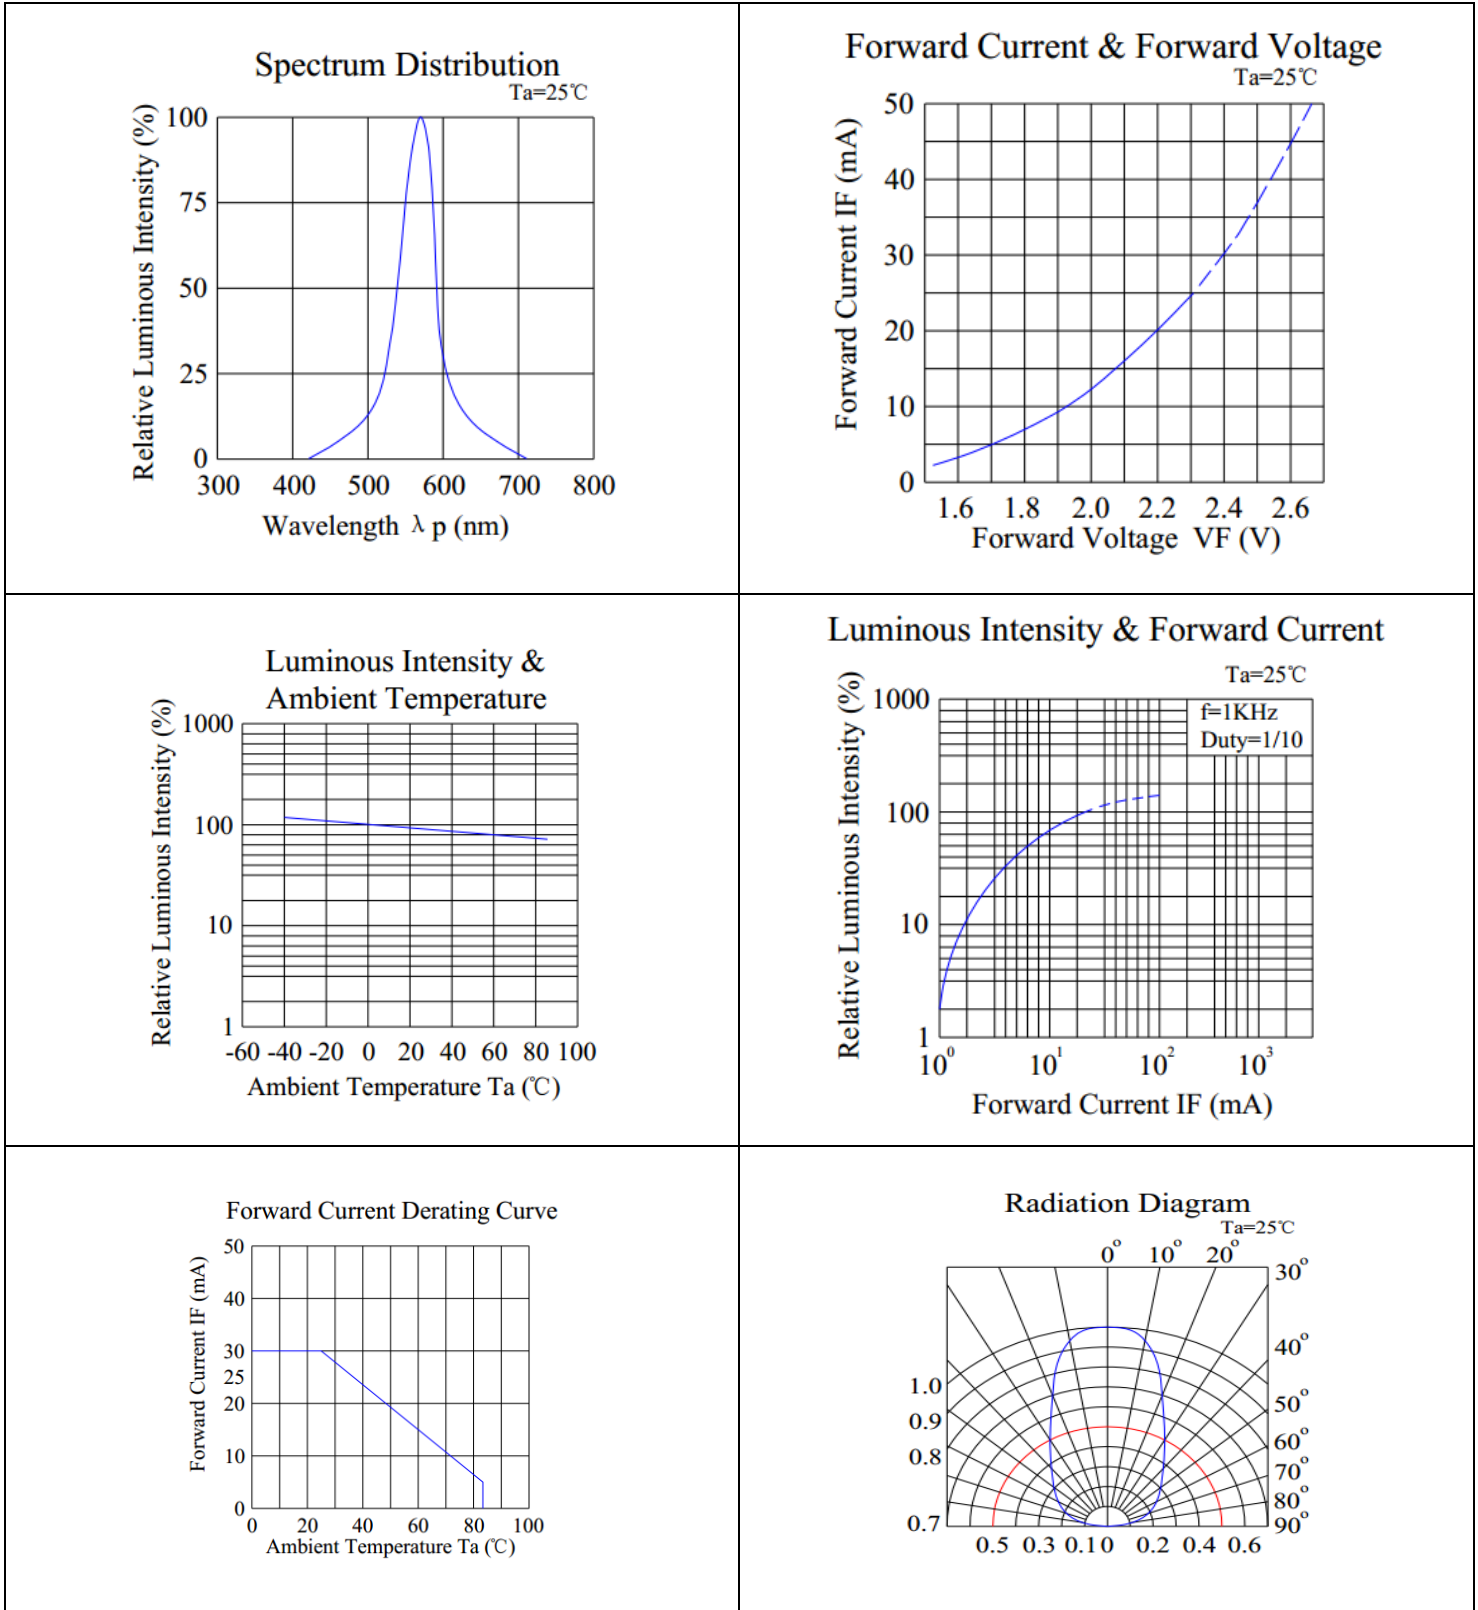 Spectrum Distribution
Ta=25℃
Relative Luminous Intensity (%)
100
75
50
25
0
300 400 500 600 700 800
Wavelength λ p (nm)
Forward Current & Forward Voltage
Ta=25℃
Forward Current IF (mA)
50
40
30
20
10
0
1.6 1.8 2.0 2.2 2.4 2.6
Forward Voltage VF (V)
Luminous Intensity &
Ambient Temperature
Relative Luminous Intensity (%)
1000
100
10
1
-60 -40 -20 0 20 40 60 80 100
Ambient Temperature Ta (℃)
Luminous Intensity & Forward Current
Ta=25℃
f=1KHz
Duty=1/10
Relative Luminous Intensity (%)
1000
100
10
1
10⁰ 10¹ 10² 10³
Forward Current IF (mA)
Forward Current Derating Curve
Forward Current IF (mA)
50
40
30
25
20
10
0
0 20 40 60 80 100
Ambient Temperature Ta (℃)
Radiation Diagram
Ta=25℃
0° 10° 20°
30°
40°
50°
60°
70°
80°
90°
1.0
0.9
0.8
0.7
0.5 0.3 0.1 0 0.2 0.4 0.6